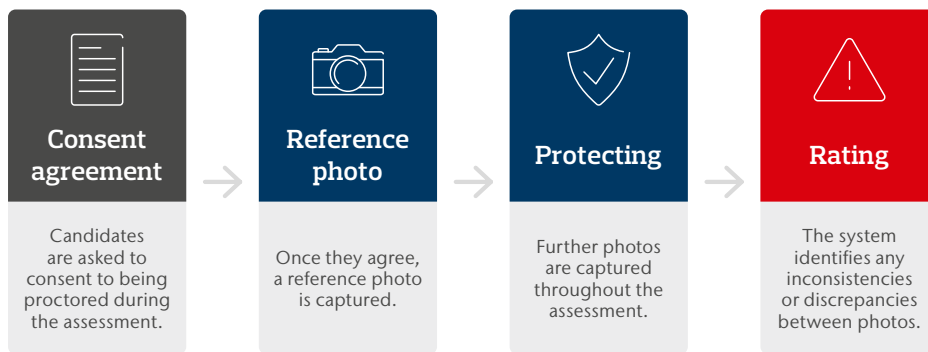 Consent
agreement
Candidates
are asked to
consent to being
proctored during
the assessment.
Reference
photo
Once they agree,
a reference photo
is captured.
Protecting
Further photos
are captured
throughout the
assessment.
Rating
The system
identifies any
inconsistencies
or discrepancies
between photos.